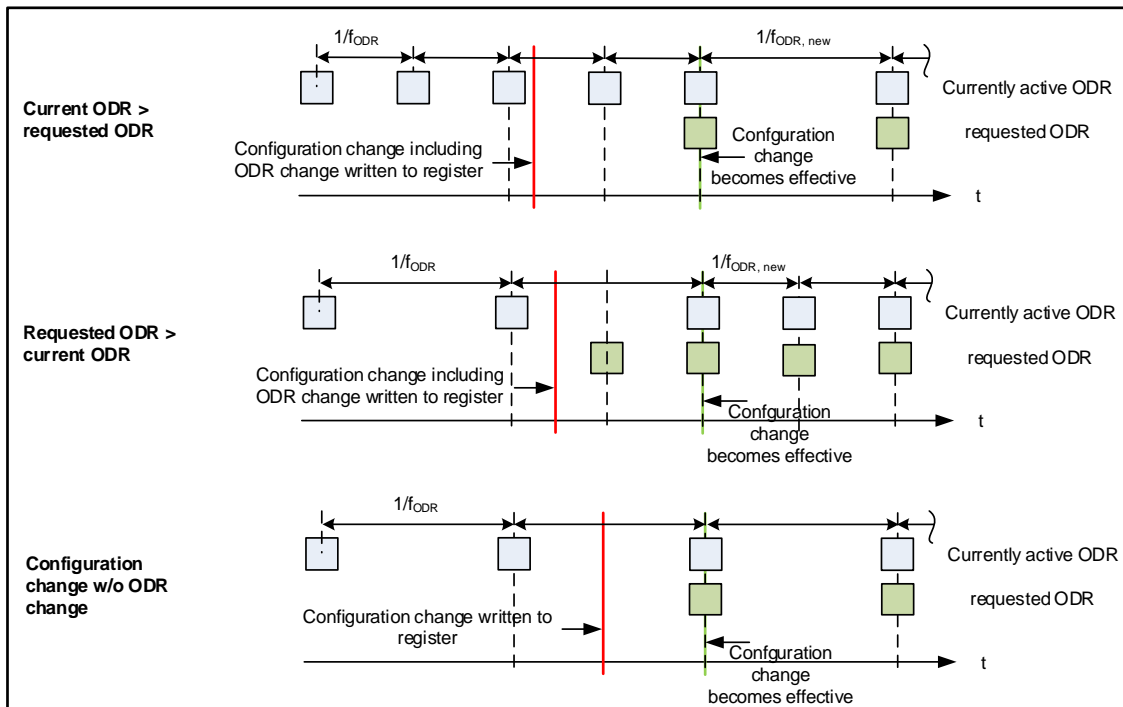 1/fODR
1/fODR, new
Current ODR >
requested ODR
Currently active ODR
requested ODR
Configuration change including
ODR change written to register
Confguration
change
becomes effective
t
1/fODR
1/fODR, new
Requested ODR >
current ODR
Currently active ODR
requested ODR
Configuration change including
ODR change written to register
Confguration
change
becomes effective
t
1/fODR
Configuration
change w/o ODR
change
Currently active ODR
requested ODR
Configuration change written to
register
Confguration
change
becomes effective
t